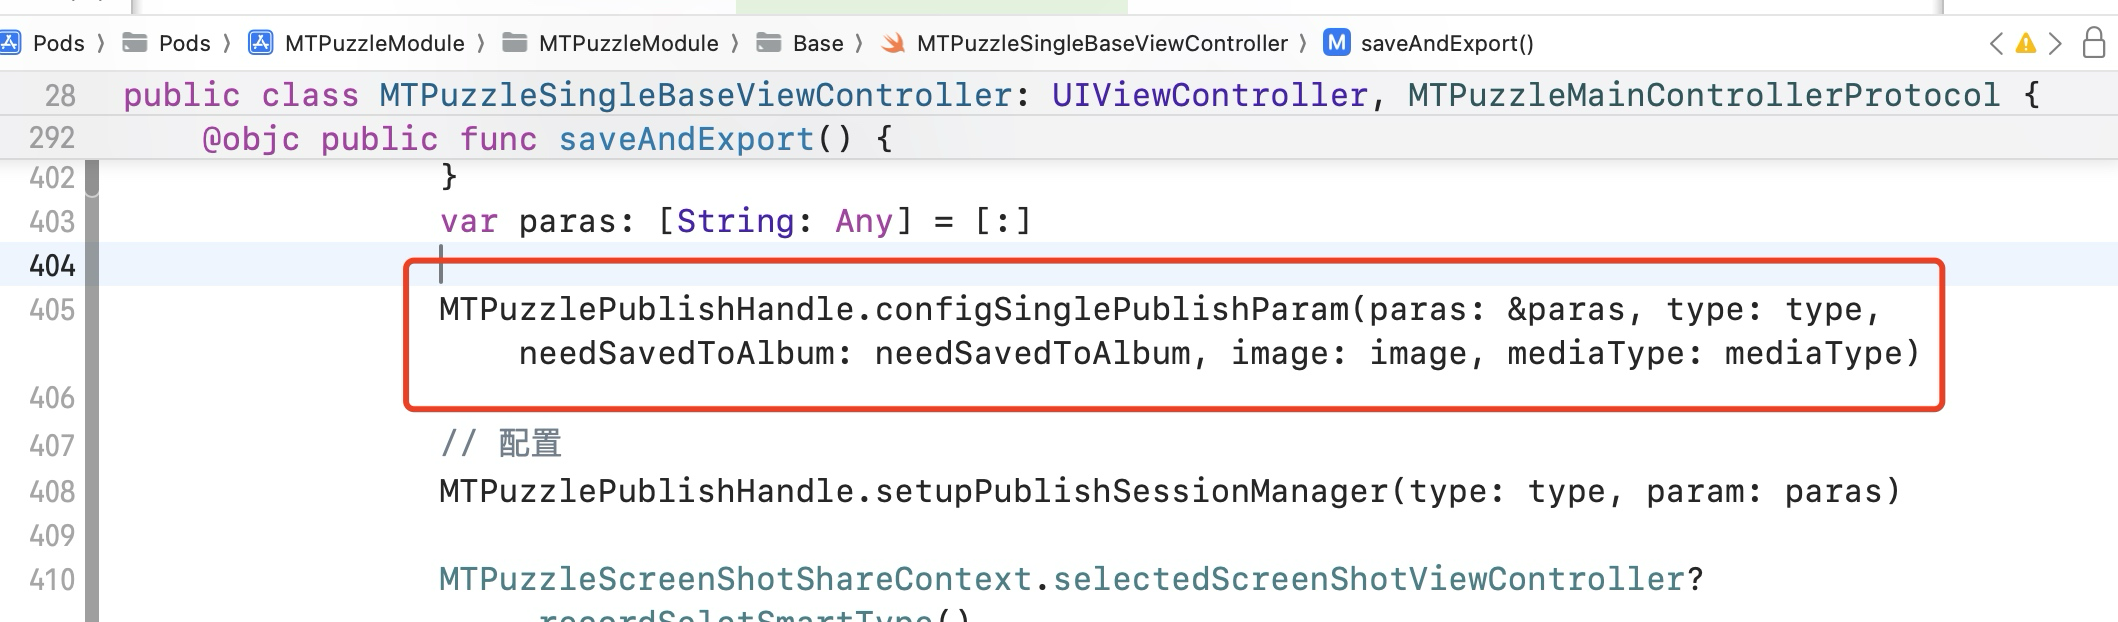 Pods 〉 Pods 〉 MTPuzzleModule 〉 MTPuzzleModule 〉 Base 〉 MTPuzzleSingleBaseViewController 〉 M saveAndExport()
28 public class MTPuzzleSingleBaseViewController: UIViewController, MTPuzzleMainControllerProtocol {
292 @objc public func saveAndExport() {
402 }
403 var paras: [String: Any] = [:]
404
405 MTPuzzlePublishHandle.configSinglePublishParam(paras: &paras, type: type,
needSavedToAlbum: needSavedToAlbum, image: image, mediaType: mediaType)
406
407 // 配置
408 MTPuzzlePublishHandle.setupPublishSessionManager(type: type, param: paras)
409
410 MTPuzzleScreenShotShareContext.selectedScreenShotViewController?